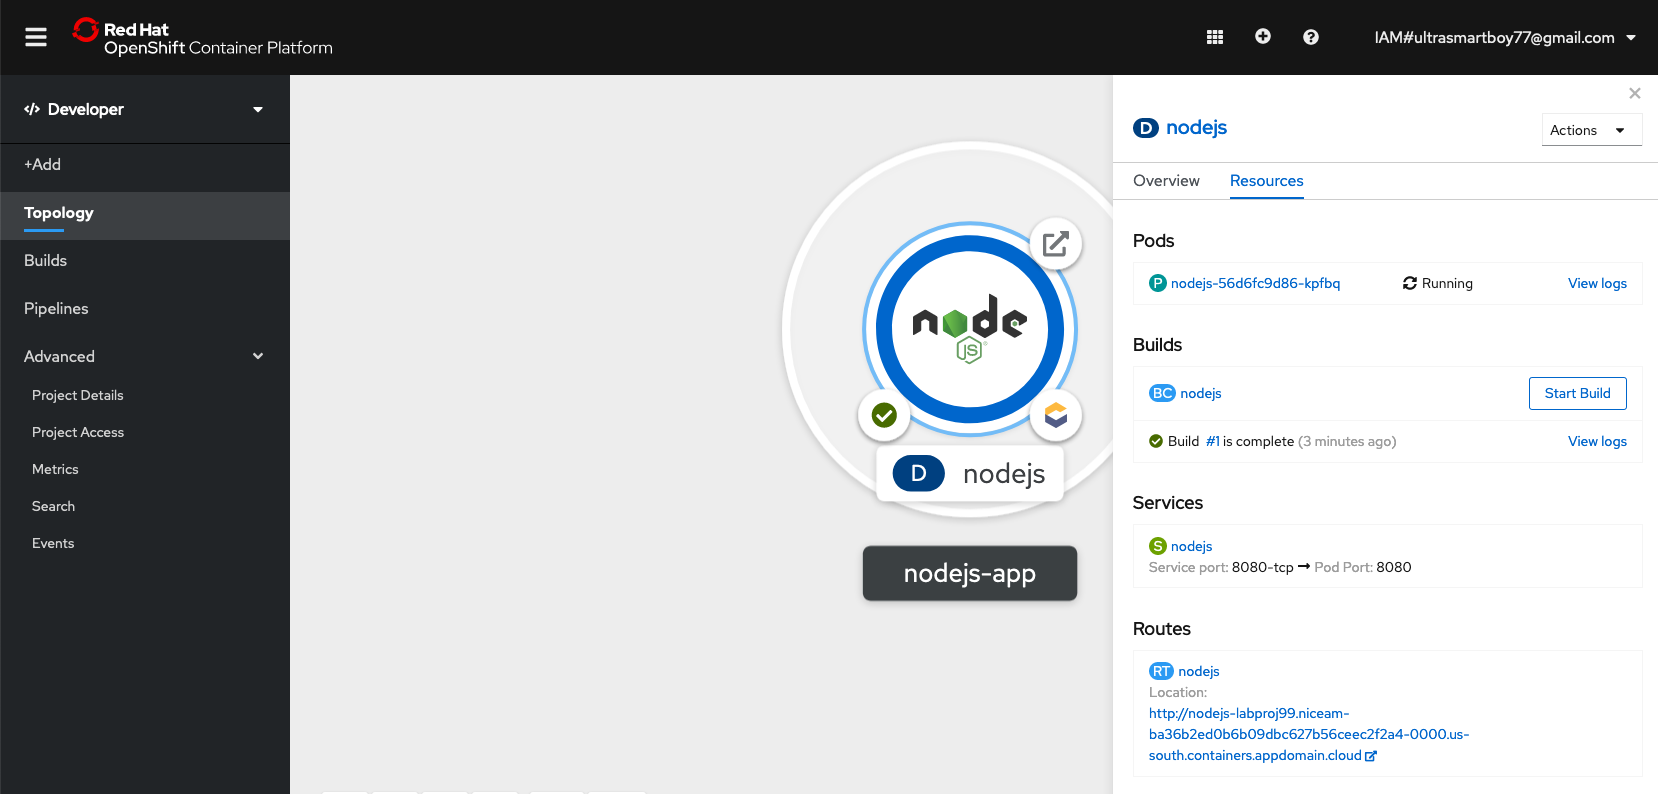 Red Hat
OpenShift Container Platform
IAM#ultrasmartboy77@gmail.com
Developer
+Add
Topology
Builds
Pipelines
Advanced
Project Details
Project Access
Metrics
Search
Events
node
JS
D nodejs
nodejs-app
D nodejs
Actions
Overview Resources
Pods
P nodejs-56d6fc9d86-kpfbq Running View logs
Builds
BC nodejs Start Build
Build #1 is complete (3 minutes ago) View logs
Services
S nodejs
Service port: 8080-tcp → Pod Port: 8080
Routes
RT nodejs
Location:
http://nodejs-labproj99.niceam-
ba36b2ed0b6b09dbc627b56ceec2f2a4-0000.us-
south.containers.appdomain.cloud